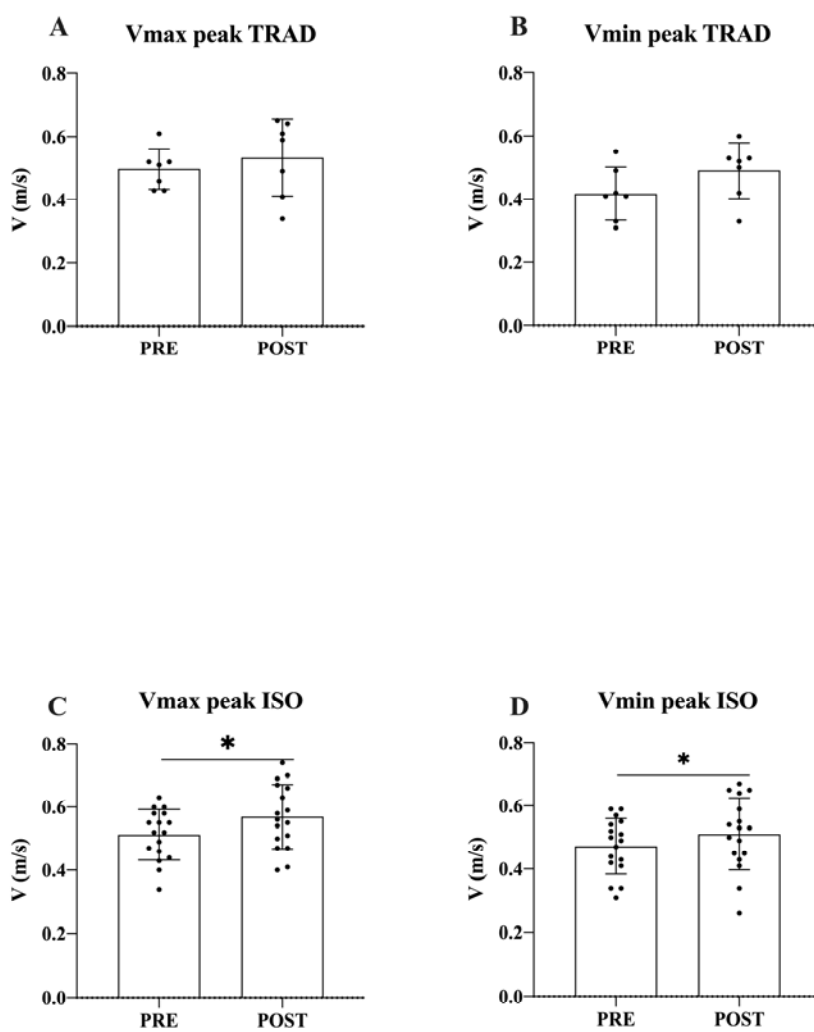 A
Vmax peak TRAD
V (m/s)
0.8
0.6
0.4
0.2
0.0
PRE
POST
B
Vmin peak TRAD
V (m/s)
0.8
0.6
0.4
0.2
0.0
PRE
POST
C
Vmax peak ISO
V (m/s)
0.8
0.6
0.4
0.2
0.0
*
PRE
POST
D
Vmin peak ISO
V (m/s)
0.8
0.6
0.4
0.2
0.0
*
PRE
POST